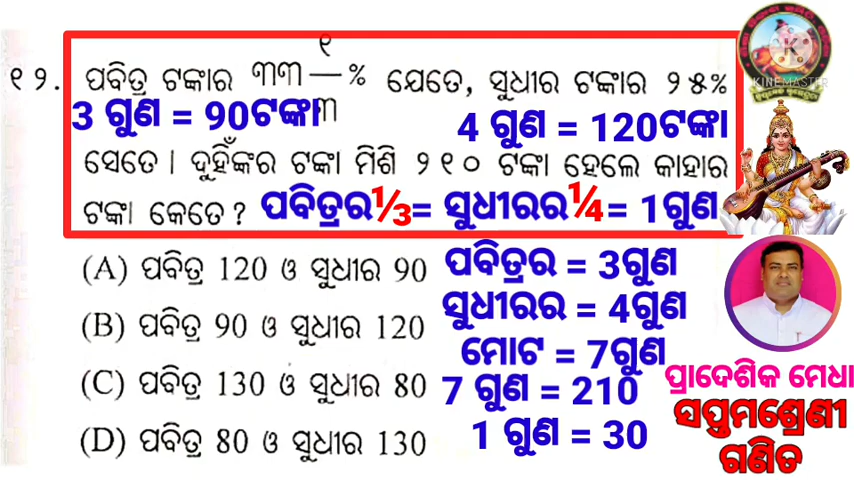 ୧୨. ପବିତ୍ର ଟଙ୍କାର ୩୩ ୧/୩ % ଯେତେ, ସୁଧୀର ଟଙ୍କାର ୨୫%
3 ଗୁଣ = 90ଟଙ୍କା
4 ଗୁଣ = 120ଟଙ୍କା
ସେତେ । ଦୁହିଁଙ୍କର ଟଙ୍କା ମିଶି ୨୧୦ ଟଙ୍କା ହେଲେ କାହାର
ଟଙ୍କା କେତେ ?
ପବିତ୍ରର⅓= ସୁଧୀରର¼= 1ଗୁଣ
(A) ପବିତ୍ର 120 ଓ ସୁଧୀର 90
(B) ପବିତ୍ର 90 ଓ ସୁଧୀର 120
(C) ପବିତ୍ର 130 ଓ ସୁଧୀର 80
(D) ପବିତ୍ର 80 ଓ ସୁଧୀର 130
ପବିତ୍ରର = 3ଗୁଣ
ସୁଧୀରର = 4ଗୁଣ
ମୋଟ = 7ଗୁଣ
7 ଗୁଣ = 210
1 ଗୁଣ = 30
KINEMASTER
ପ୍ରାଦେଶିକ ମେଧା
ସପ୍ତମଶ୍ରେଣୀ
ଗଣିତ